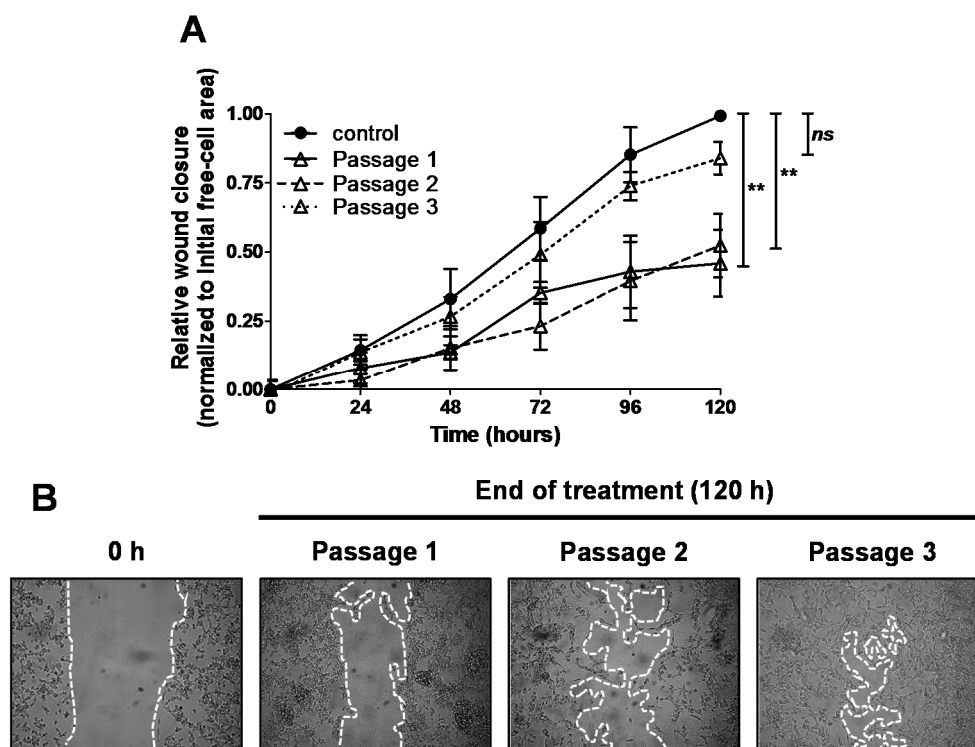 A
Relative wound closure
(normalized to Initial free-cell area)
1.00
0.75
0.50
0.25
0.00
control
Passage 1
Passage 2
Passage 3
**
**
ns
0
24
48
72
96
120
Time (hours)
B
End of treatment (120 h)
0 h
Passage 1
Passage 2
Passage 3